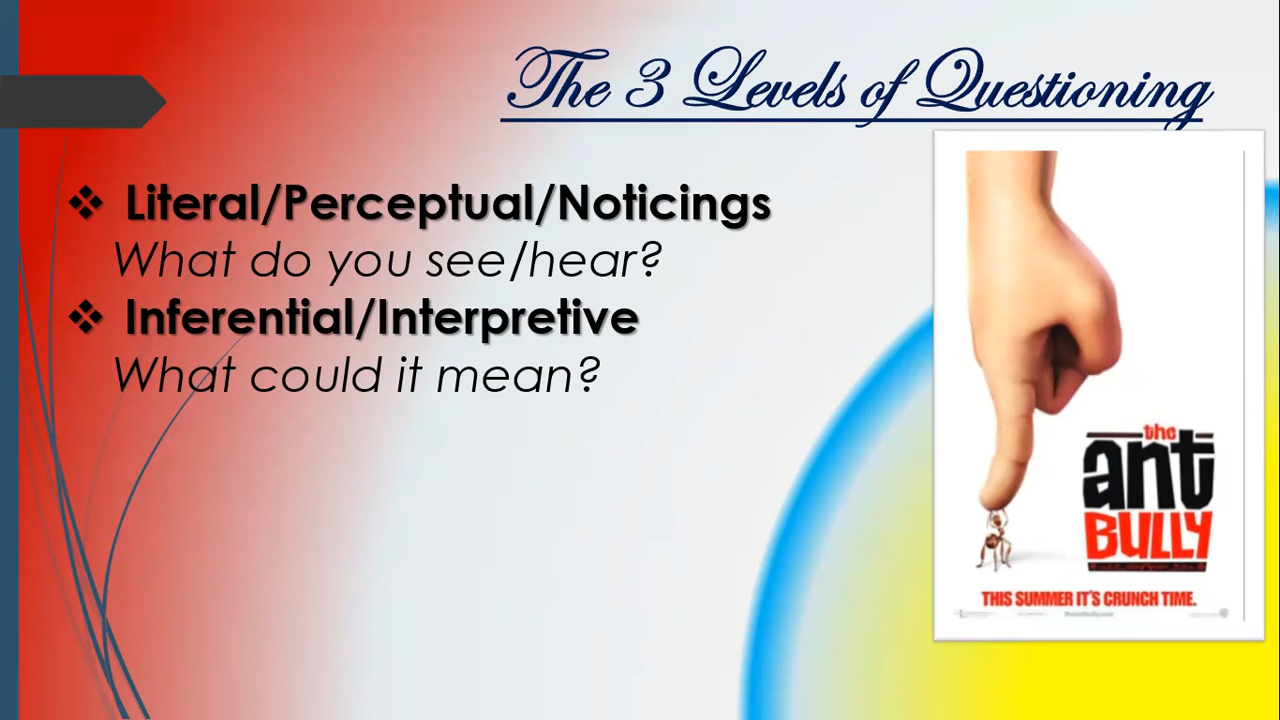 The 3 Levels of Questioning
❖ Literal/Perceptual/Noticings
What do you see/hear?
❖ Inferential/Interpretive
What could it mean?
the
ant
BULLY
THIS SUMMER IT'S CRUNCH TIME.